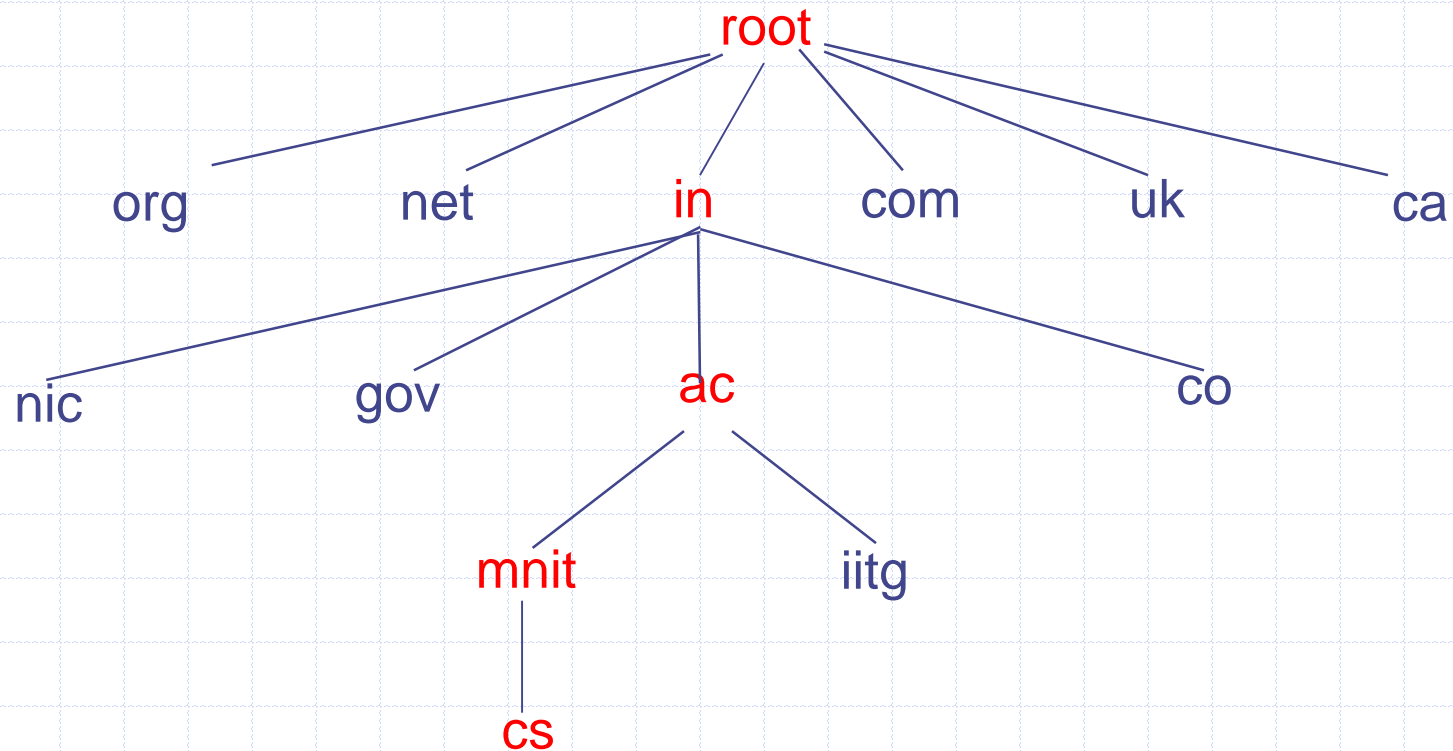 root
org net in com uk ca
nic gov ac co
mnit iitg
cs